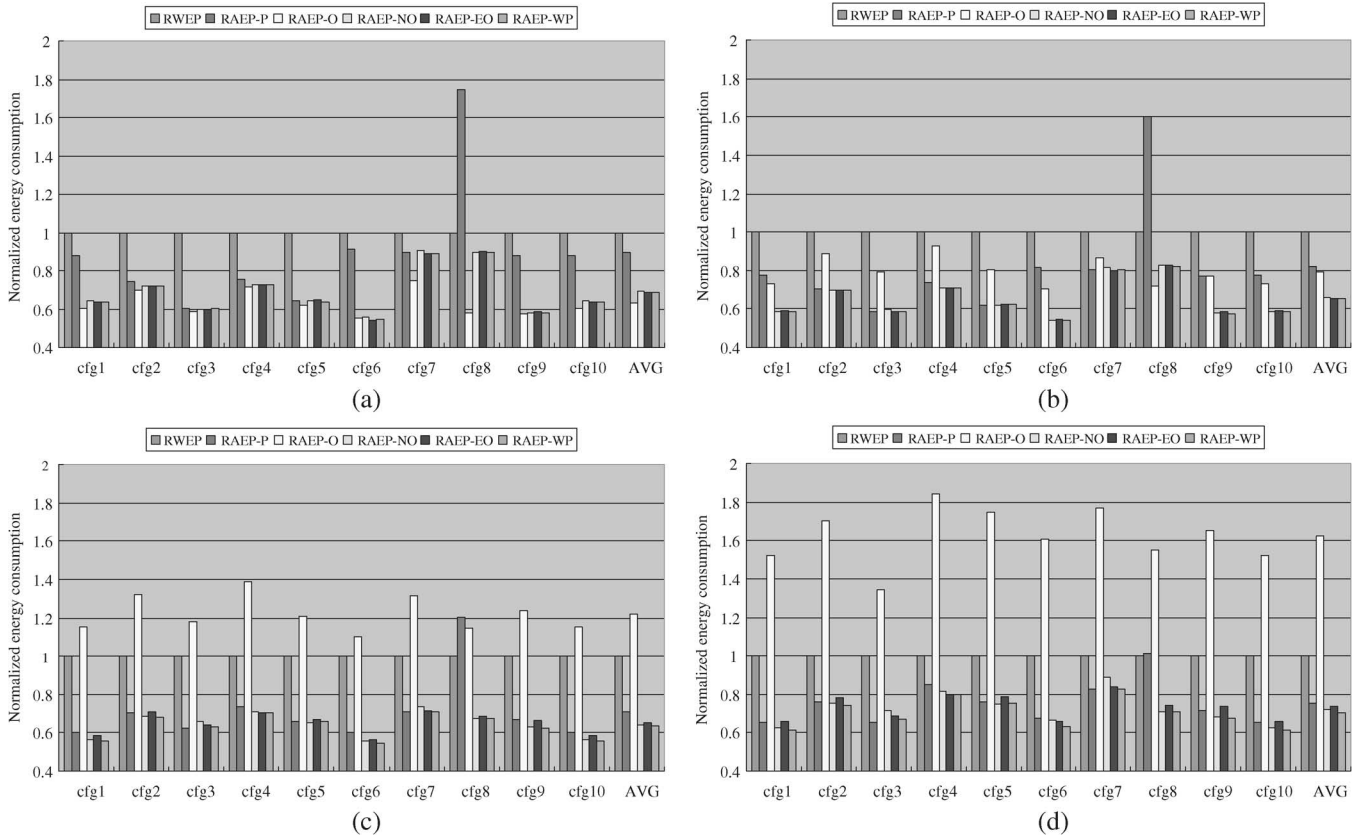 RWEP RAEP-P RAEP-O RAEP-NO RAEP-EO RAEP-WP
Normalized energy consumption
2
1.8
1.6
1.4
1.2
1
0.8
0.6
0.4
cfg1 cfg2 cfg3 cfg4 cfg5 cfg6 cfg7 cfg8 cfg9 cfg10 AVG
(a)
RWEP RAEP-P RAEP-O RAEP-NO RAEP-EO RAEP-WP
Normalized energy consumption
2
1.8
1.6
1.4
1.2
1
0.8
0.6
0.4
cfg1 cfg2 cfg3 cfg4 cfg5 cfg6 cfg7 cfg8 cfg9 cfg10 AVG
(b)
RWEP RAEP-P RAEP-O RAEP-NO RAEP-EO RAEP-WP
Normalized energy consumption
2
1.8
1.6
1.4
1.2
1
0.8
0.6
0.4
cfg1 cfg2 cfg3 cfg4 cfg5 cfg6 cfg7 cfg8 cfg9 cfg10 AVG
(c)
RWEP RAEP-P RAEP-O RAEP-NO RAEP-EO RAEP-WP
Normalized energy consumption
2
1.8
1.6
1.4
1.2
1
0.8
0.6
0.4
cfg1 cfg2 cfg3 cfg4 cfg5 cfg6 cfg7 cfg8 cfg9 cfg10 AVG
(d)